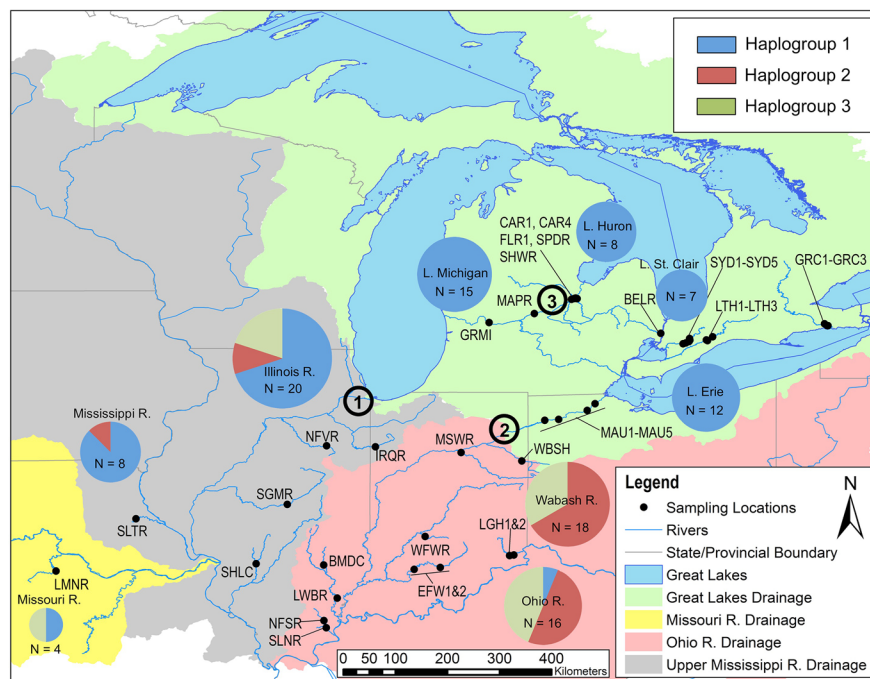 Haplogroup 1
Haplogroup 2
Haplogroup 3
CAR1, CAR4
FLR1, SPDR
SHWR
L. Huron
N = 8
L. Michigan
N = 15
MAPR
3
GRMI
L. St. Clair
N = 7
SYD1-SYD5
GRC1-GRC3
BELR
LTH1-LTH3
Illinois R.
N = 20
1
L. Erie
N = 12
Mississippi R.
N = 8
NFVR
IRQR
MSWR
2
MAU1-MAU5
WBSH
SGMR
SLTR
Wabash R.
N = 18
LGH1&2
WFWR
EFW1&2
BMDC
SHLC
LWBR
LMNR
Missouri R.
N = 4
NFSR
SLNR
Ohio R.
N = 16
0 50 100 200 300 400
Kilometers
Legend
N
Sampling Locations
Rivers
State/Provincial Boundary
Great Lakes
Great Lakes Drainage
Missouri R. Drainage
Ohio R. Drainage
Upper Mississippi R. Drainage